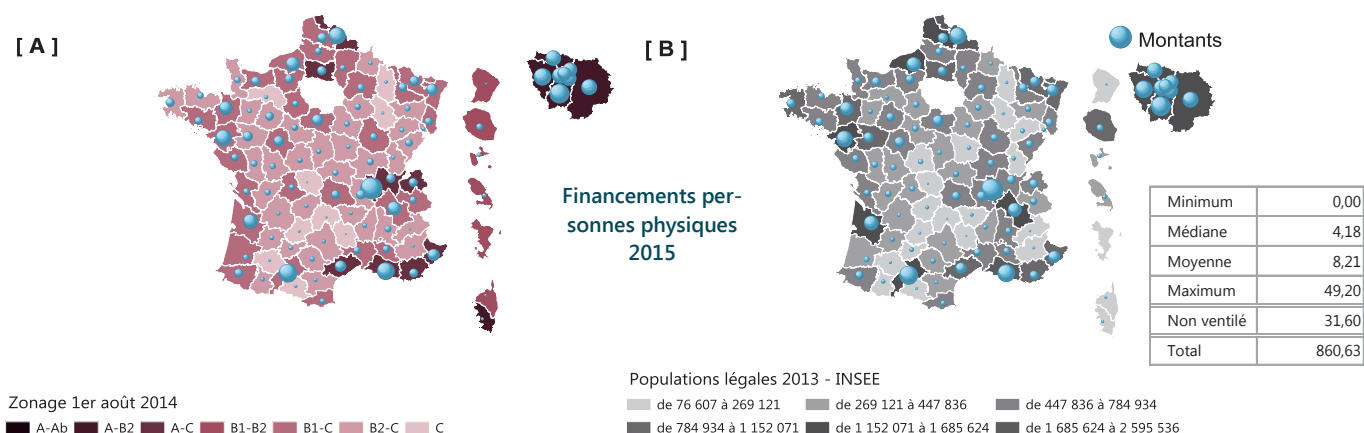 [ A ]
[ B ]
Montants
Financements per-
sonnes physiques
2015
Minimum 0,00
Médiane 4,18
Moyenne 8,21
Maximum 49,20
Non ventilé 31,60
Total 860,63
Zonage 1er août 2014
A-Ab A-B2 A-C B1-B2 B1-C B2-C C
Populations légales 2013 - INSEE
de 76 607 à 269 121 de 269 121 à 447 836 de 447 836 à 784 934
de 784 934 à 1 152 071 de 1 152 071 à 1 685 624 de 1 685 624 à 2 595 536